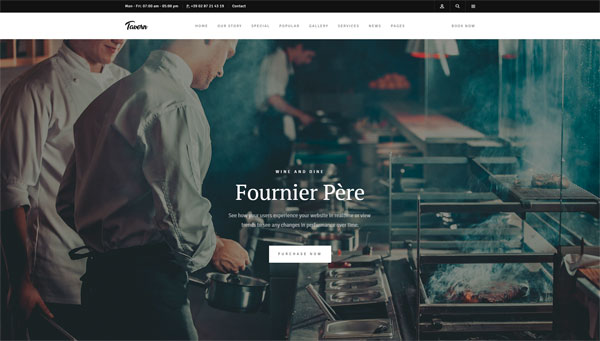 Mon - Fri: 07:00 am - 05:00 pm P. +39 02 87 21 43 19 Contact
Tavern HOME OUR STORY SPECIAL POPULAR GALLERY SERVICES NEWS PAGES BOOK NOW
WINE AND DINE
Fournier Père
See how your users experience your website in realtime or view
trends to see any changes in performance over time.
PURCHASE NOW